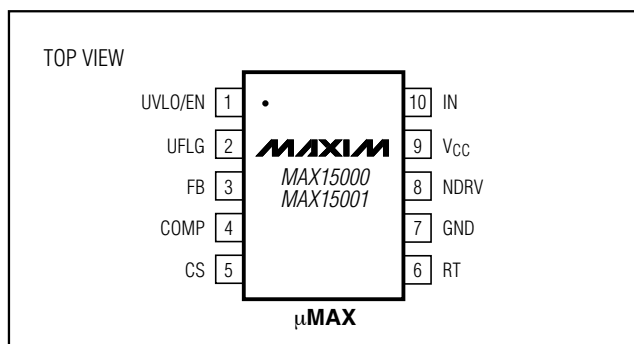 TOP VIEW
UVLO/EN 1 10 IN
UFLG 2 MAXIM 9 VCC
FB 3 MAX15000 8 NDRV
MAX15001
COMP 4 7 GND
CS 5 6 RT
μMAX